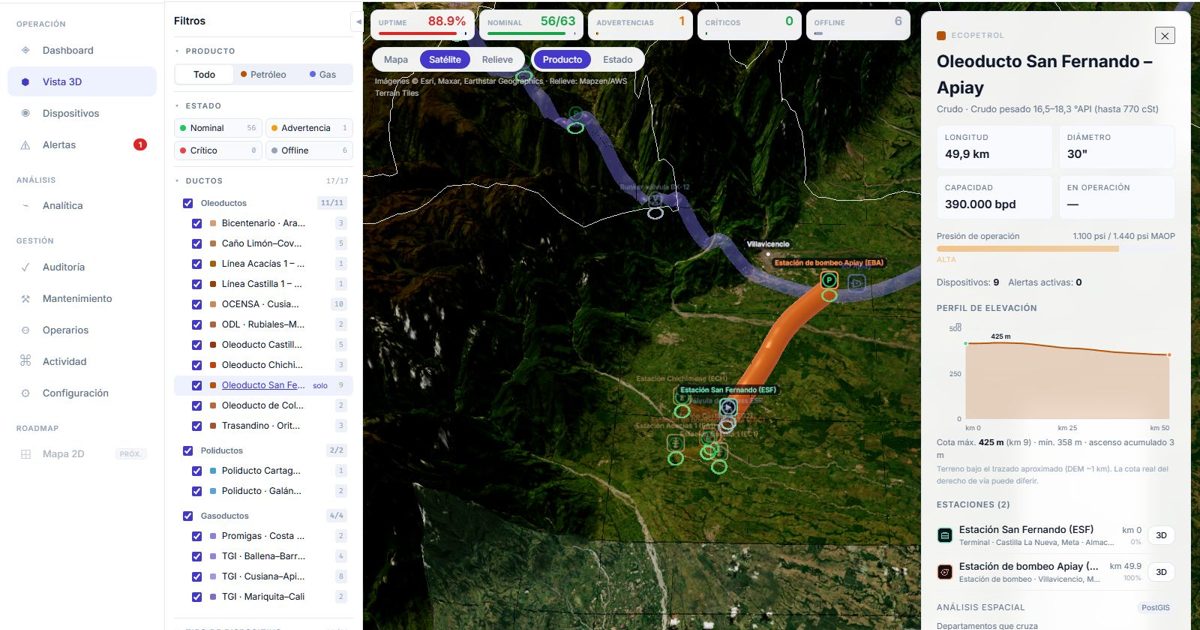 OPERACIÓN
Dashboard
Vista 3D
Dispositivos
Alertas 1
ANÁLISIS
Analítica
GESTIÓN
Auditoría
Mantenimiento
Operarios
Actividad
Configuración
ROADMAP
Mapa 2D PRÓX.
Filtros
PRODUCTO
Todo Petróleo Gas
ESTADO
Nominal 56 Advertencia 1
Crítico 0 Offline 6
DUCTOS 17/17
Oleoductos 11/11
Bicentenario · Ara... 3
Caño Limón–Cov... 5
Línea Acacías 1 – ... 1
Línea Castilla 1 – ... 1
OCENSA · Cusia... 10
ODL · Rubiales–M... 2
Oleoducto Castill... 5
Oleoducto Chichi... 3
Oleoducto San Fe... solo 9
Oleoducto de Col... 2
Trasandino · Orit... 3
Poliductos 2/2
Poliducto Cartag... 1
Poliducto · Galán... 2
Gasoductos 4/4
Promigas · Costa ... 2
TGI · Ballena–Barr... 4
TGI · Cusiana–Api... 8
TGI · Mariquita–Cali 2
UPTIME 88.9%
NOMINAL 56/63
ADVERTENCIAS 1
CRÍTICOS 0
OFFLINE 6
Mapa Satélite Relieve
Producto Estado
Imágenes © Esri, Maxar, Earthstar Geographics · Relieve: Mapzen/AWS
Terrain Tiles
Villavicencio
Estación de bombeo Apiay (EBA)
Estación Chichimene (ECH)
Estación San Fernando (ESF)
ECOPETROL
Oleoducto San Fernando –
Apiay
Crudo · Crudo pesado 16,5–18,3 °API (hasta 770 cSt)
LONGITUD
49,9 km
DIÁMETRO
30"
CAPACIDAD
390.000 bpd
EN OPERACIÓN
—
Presión de operación 1.100 psi / 1.440 psi MAOP
ALTA
Dispositivos: 9 Alertas activas: 0
PERFIL DE ELEVACIÓN
500
425 m
250
0
km 0 km 25 km 50
Cota máx. 425 m (km 9) · mín. 358 m · ascenso acumulado 3
m
Terreno bajo el trazado aproximado (DEM ~1 km). La cota real del
derecho de vía puede diferir.
ESTACIONES (2)
Estación San Fernando (ESF) km 0 3D
Terminal · Castilla La Nueva, Meta · Almac... 0%
Estación de bombeo Apiay (... km 49.9 3D
Estación de bombeo · Villavicencio, M... 100%
ANÁLISIS ESPACIAL PostGIS
Departamentos que cruza